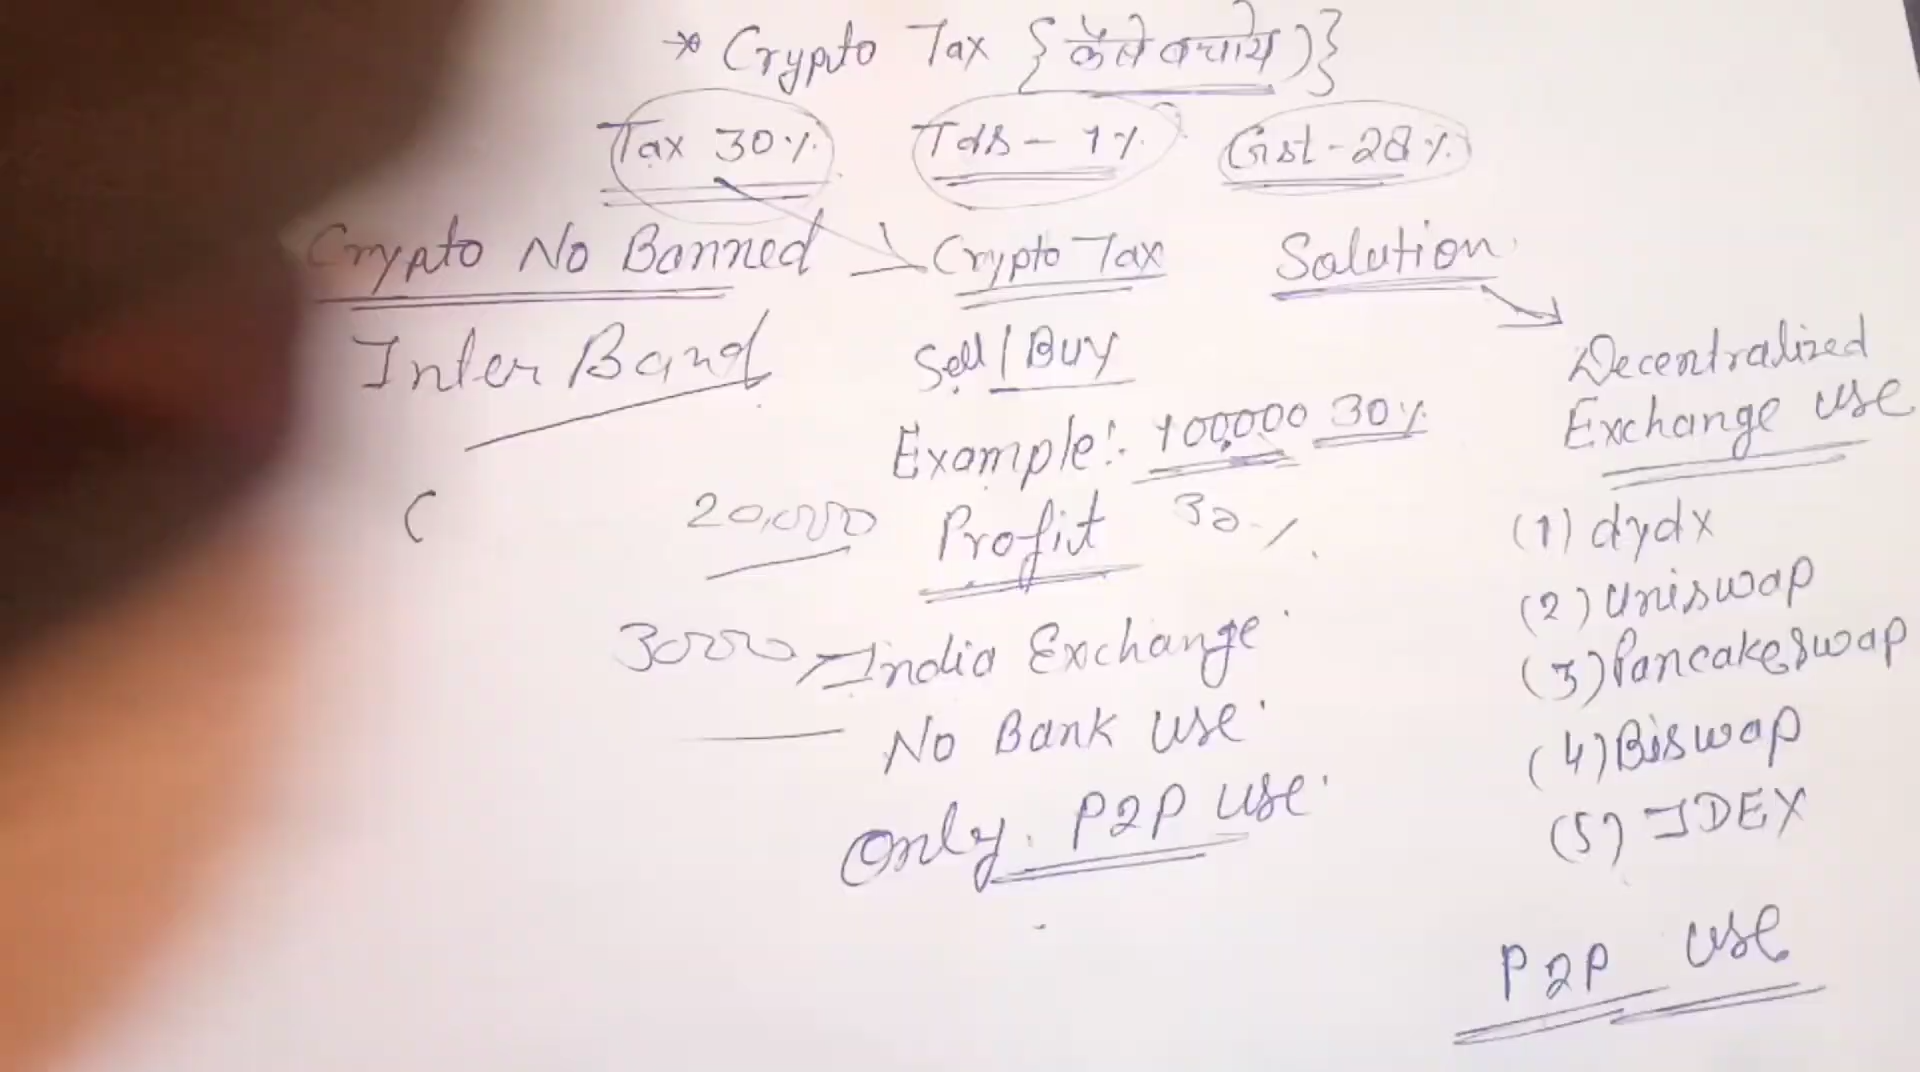 * Crypto Tax {कैसे बचाये)}
Tax 30% Tds - 1% Gst - 28%
Crypto No Banned
Inter Band
(
Crypto Tax
Sell / Buy
Example:- 100,000 30%
20,000 Profit 30%
30000 India Exchange
No Bank Use
Only P2P Use
Solution
Decentralized
Exchange Use
(1) dydx
(2) Uniswap
(3) Pancakeswap
(4) Biswap
(5) IDEX
P2P Use